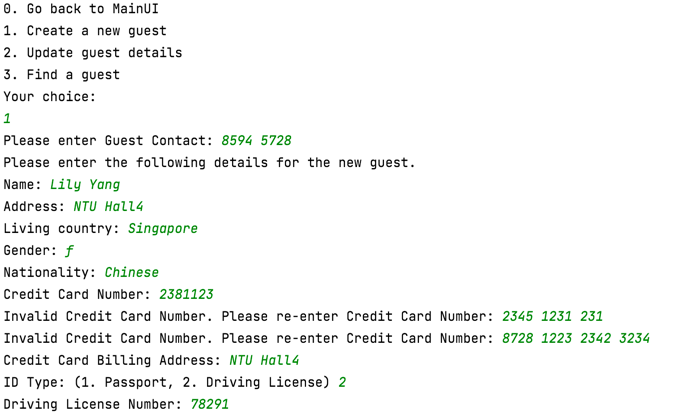 0. Go back to MainUI
1. Create a new guest
2. Update guest details
3. Find a guest
Your choice:
1
Please enter Guest Contact: 8594 5728
Please enter the following details for the new guest.
Name: Lily Yang
Address: NTU Hall4
Living country: Singapore
Gender: f
Nationality: Chinese
Credit Card Number: 2381123
Invalid Credit Card Number. Please re-enter Credit Card Number: 2345 1231 231
Invalid Credit Card Number. Please re-enter Credit Card Number: 8728 1223 2342 3234
Credit Card Billing Address: NTU Hall4
ID Type: (1. Passport, 2. Driving License) 2
Driving License Number: 78291